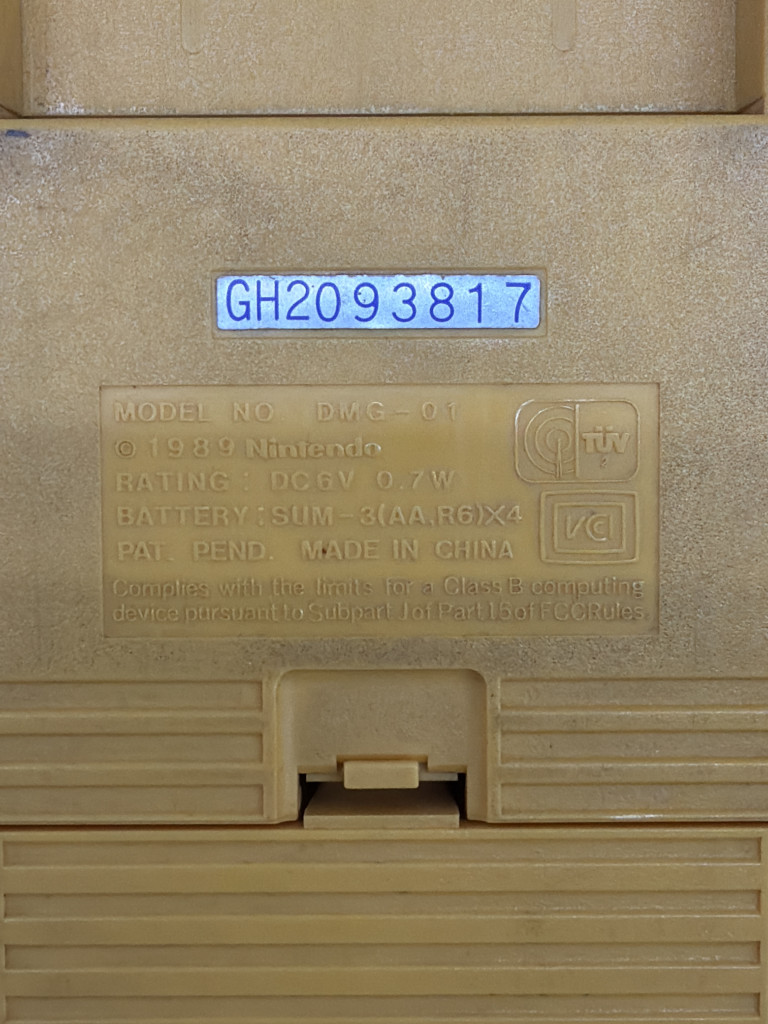 GH2093817
MODEL NO. DMG-01
© 1989 Nintendo
TÜV
RATING: DC6V 0.7W
BATTERY: SUM-3(AA,R6)X4
VCI
PAT. PEND. MADE IN CHINA
Complies with the limits for a Class B computing
device pursuant to Subpart J of Part 15 of FCC Rules